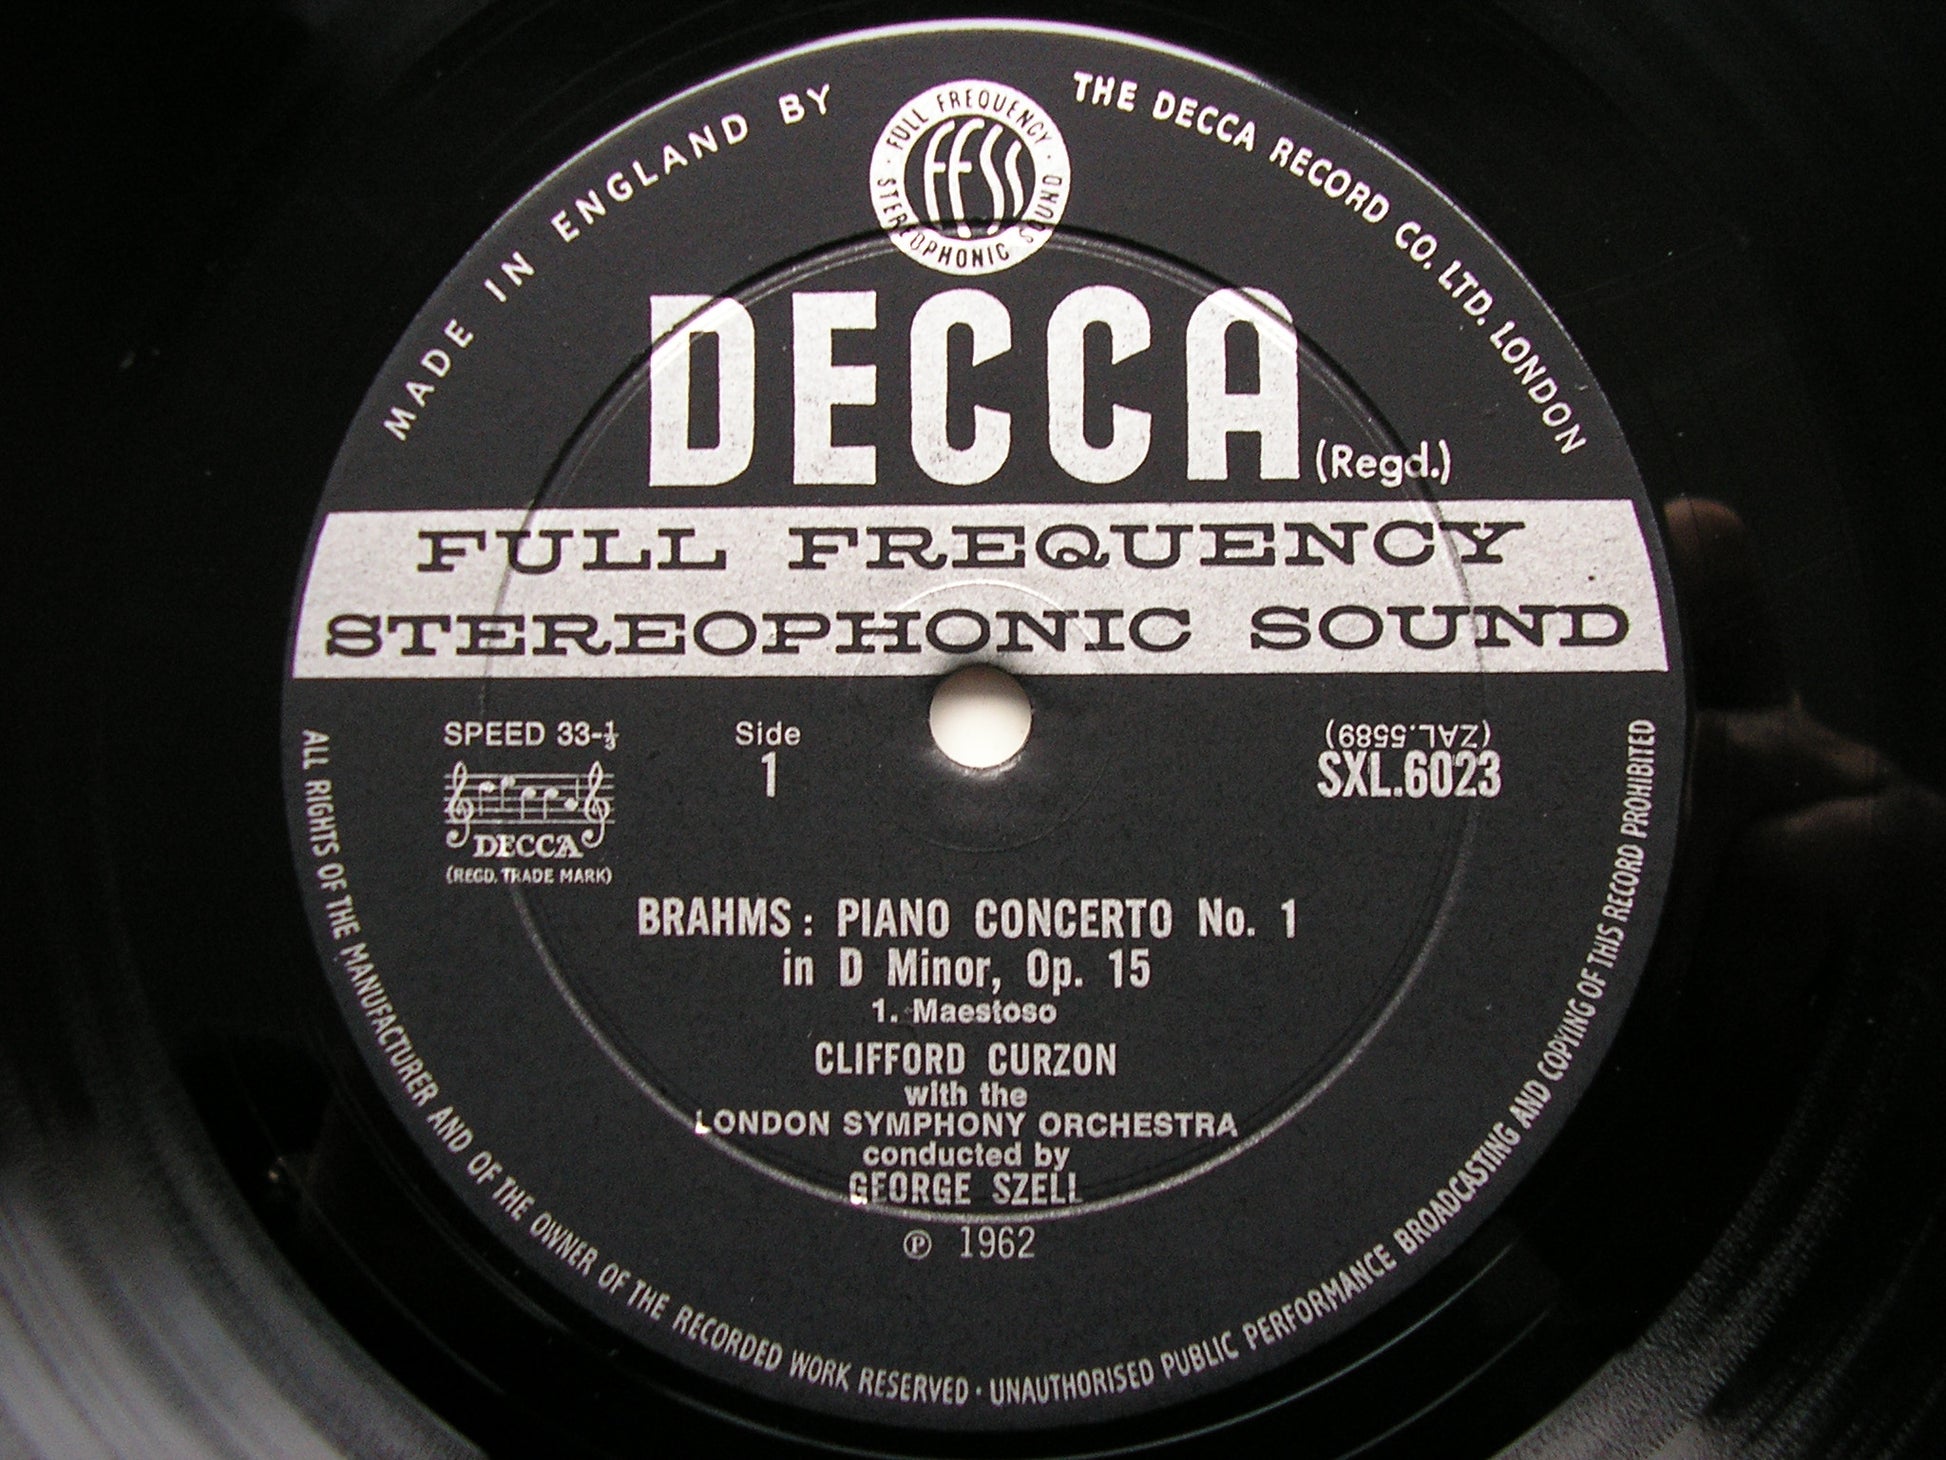 MADE IN ENGLAND BY
THE DECCA RECORD CO. LTD. LONDON
FULL FREQUENCY
STEREOPHONIC SOUND
FFSS
DECCA (Regd.)
FULL FREQUENCY
STEREOPHONIC SOUND
SPEED 33-⅓
Side
1
(ZAL.5589)
SXL.6023
DECCA
(REGD. TRADE MARK)
BRAHMS: PIANO CONCERTO No. 1
in D Minor, Op. 15
1. Maestoso
CLIFFORD CURZON
with the
LONDON SYMPHONY ORCHESTRA
conducted by
GEORGE SZELL
℗ 1962
ALL RIGHTS OF THE MANUFACTURER AND OF THE OWNER OF THE RECORDED WORK RESERVED · UNAUTHORISED PUBLIC PERFORMANCE BROADCASTING AND COPYING OF THIS RECORD PROHIBITED